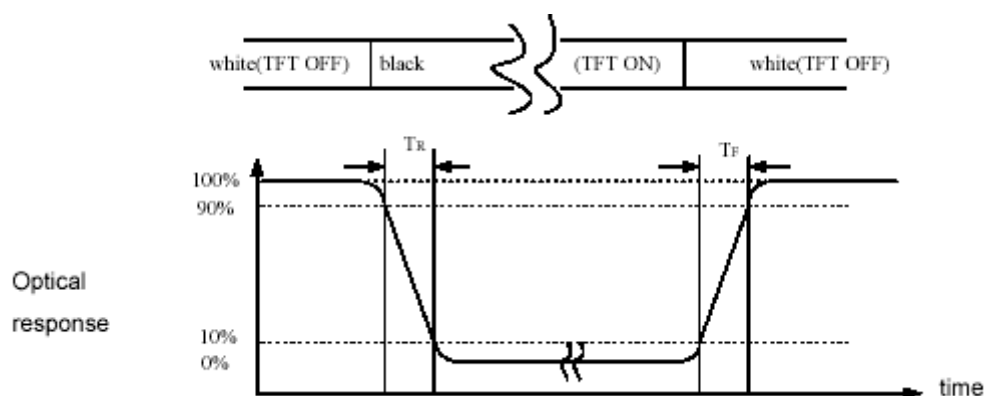 white(TFT OFF) black (TFT ON) white(TFT OFF)
TR TF
100%
90%
Optical
response
10%
0%
time